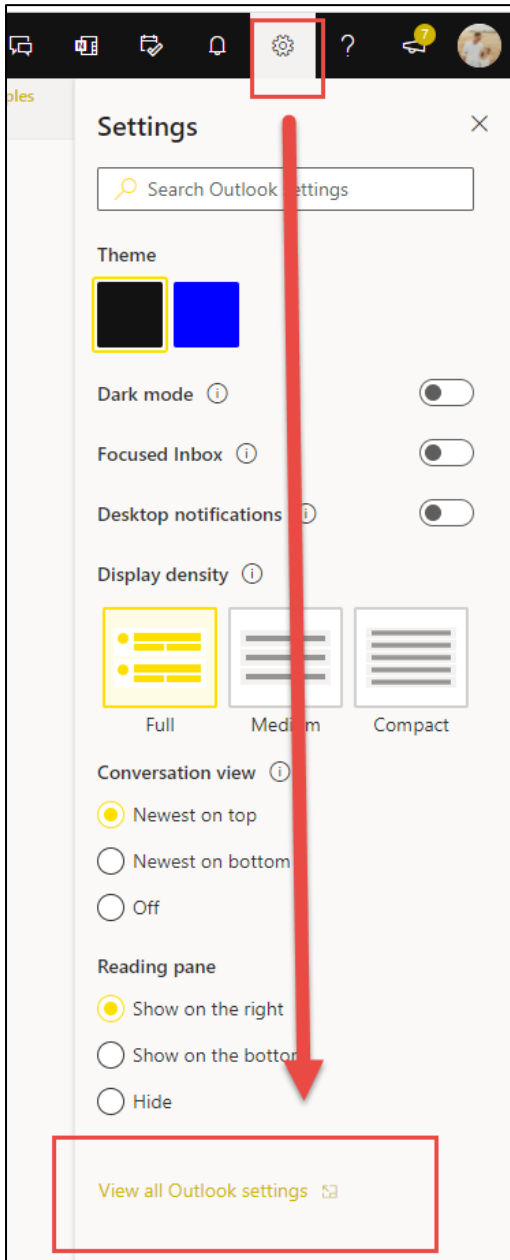 ?
7
ples
Settings
Search Outlook settings
Theme
Dark mode
Focused Inbox
Desktop notifications
Display density
Full Medium Compact
Conversation view
Newest on top
Newest on bottom
Off
Reading pane
Show on the right
Show on the bottom
Hide
View all Outlook settings